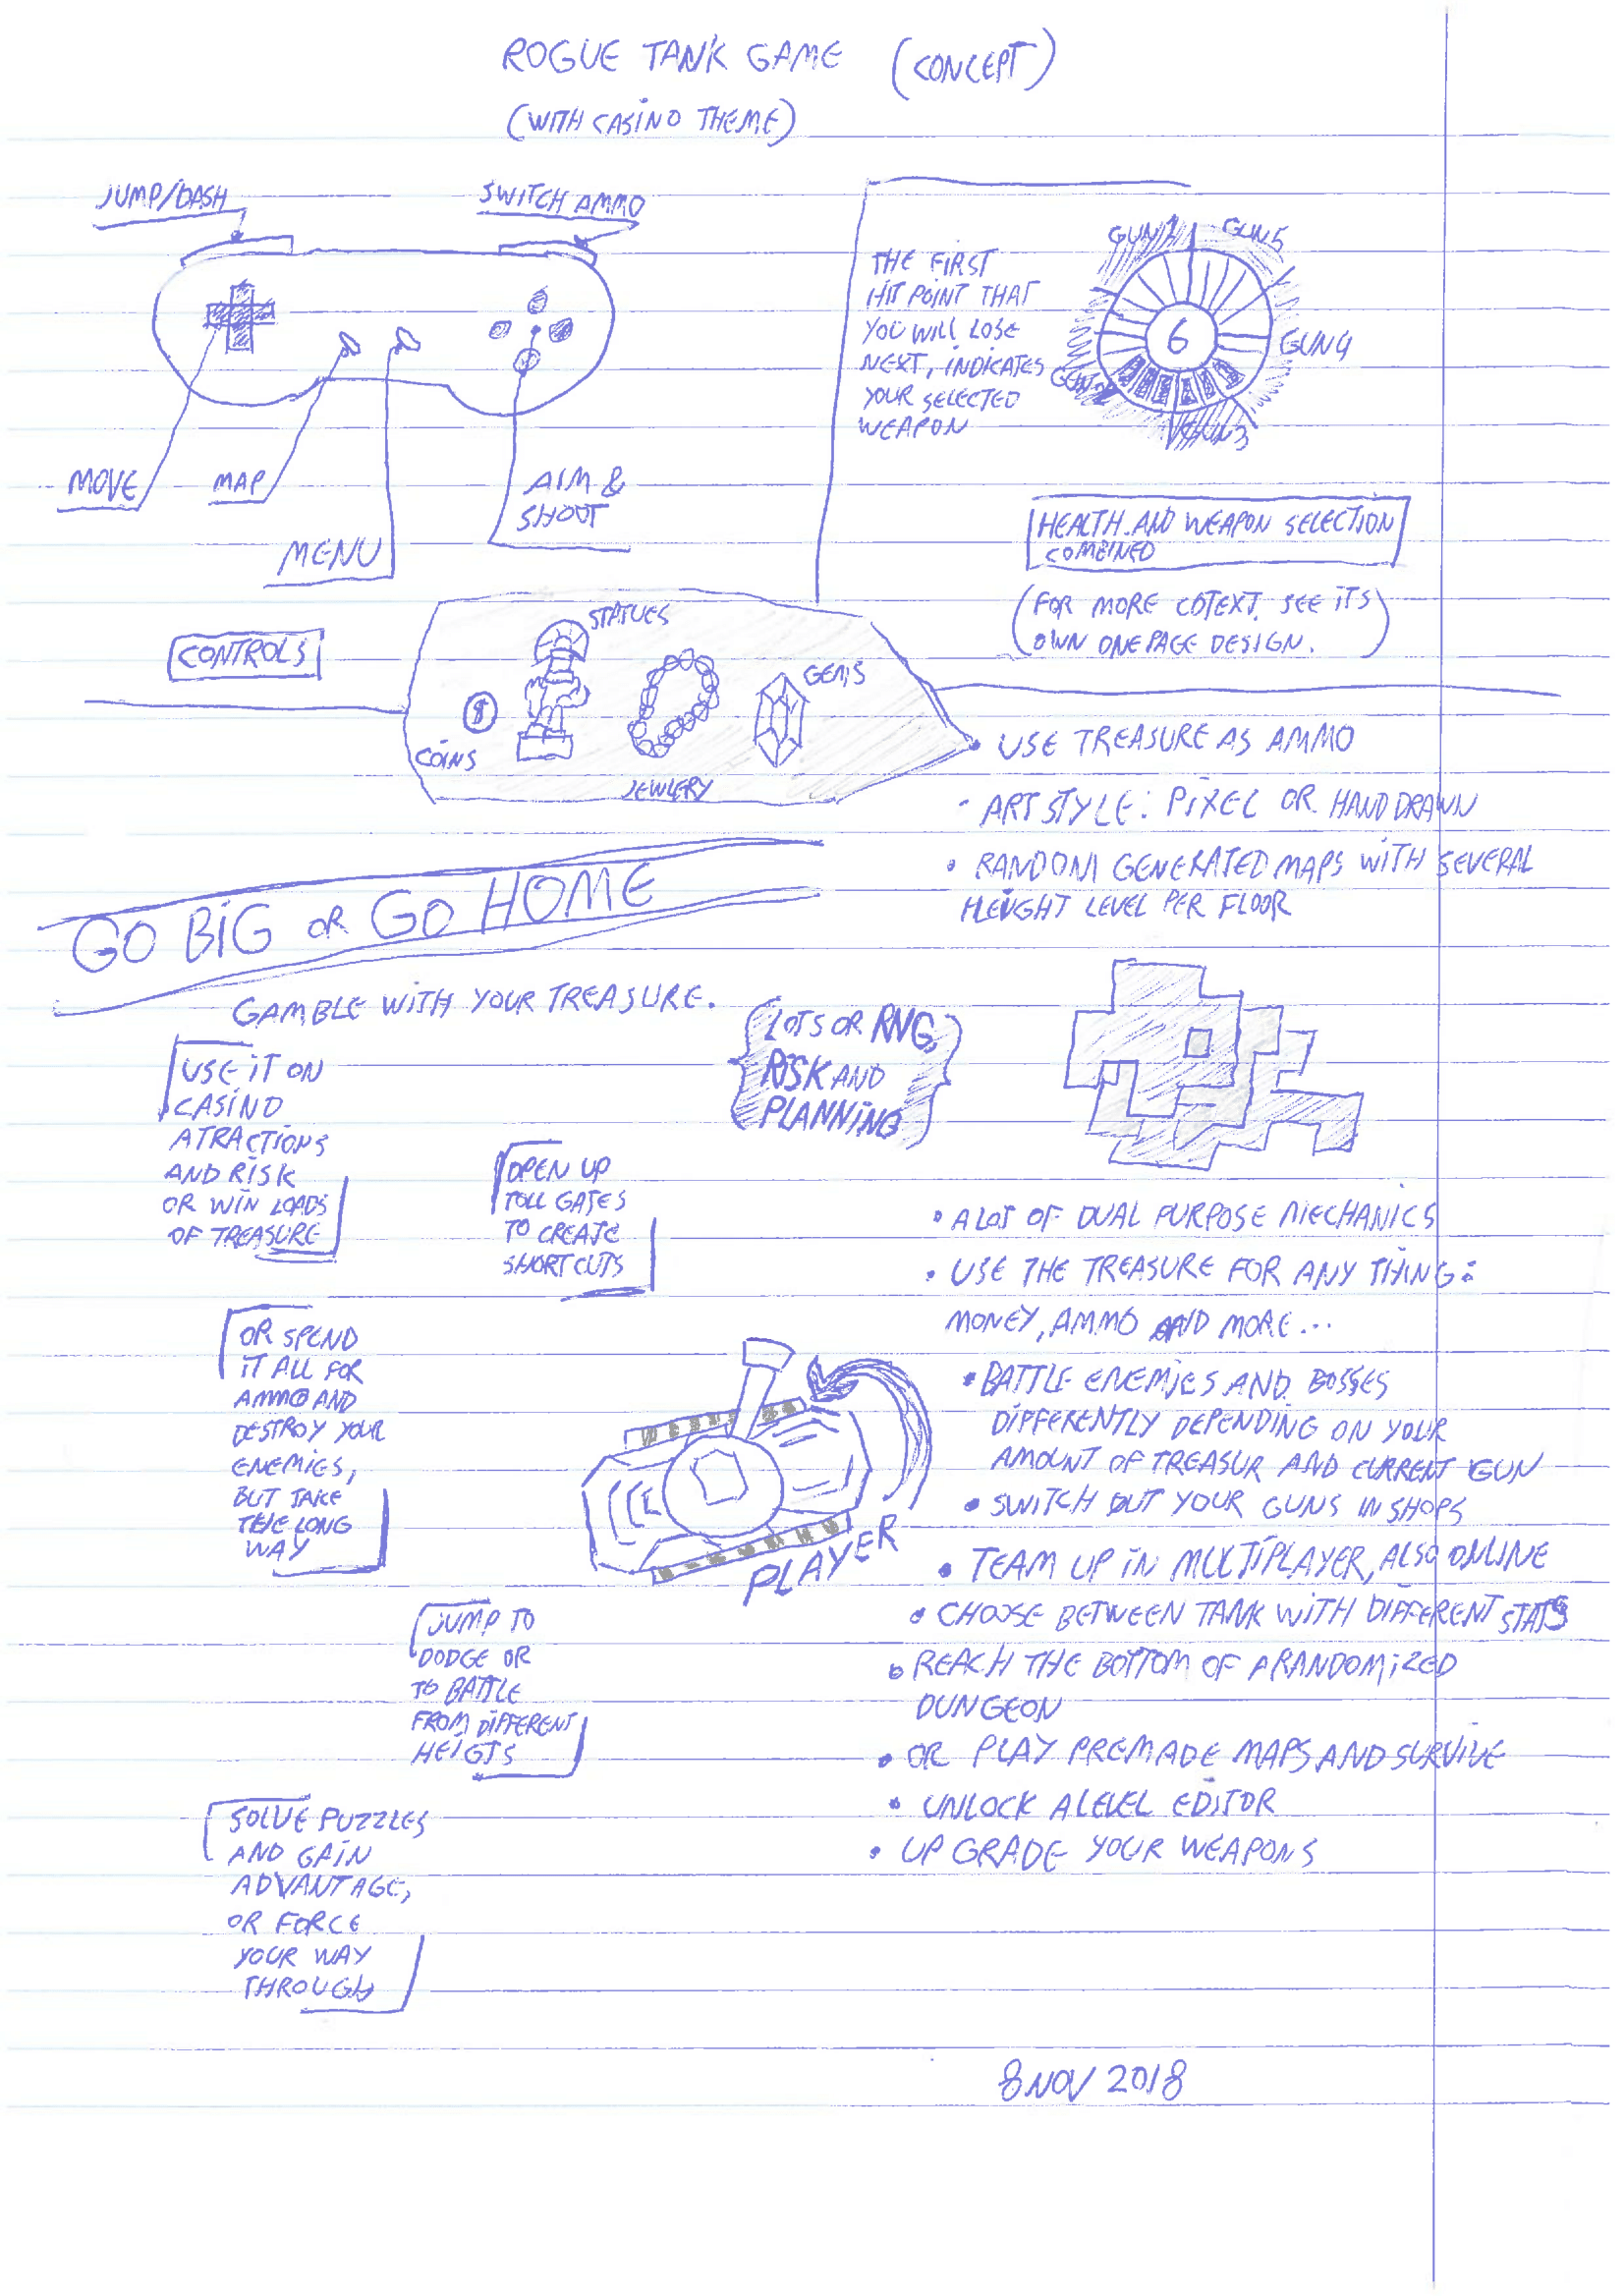 ROGUE TANK GAME (CONCEPT)
(WITH CASINO THEME)
JUMP/DASH
SWITCH AMMO
MOVE
MAP
MENU
AIM &
SHOOT
CONTROLS
THE FIRST
HIT POINT THAT
YOU WILL LOSE
NEXT, INDICATES
YOUR SELECTED
WEAPON
GUN1
GUN5
6
GUN4
GUN2
GUN3
HEALTH AND WEAPON SELECTION
COMBINED
(FOR MORE COTEXT, SEE ITS
OWN ONE PAGE DESIGN.)
STATUES
GEMS
$
COINS
JEWLERY
• USE TREASURE AS AMMO
- ART STYLE: PIXEL OR HAND DRAWN
• RANDOM GENERATED MAPS WITH SEVERAL
HEIGHT LEVEL PER FLOOR
GO BIG OR GO HOME
GAMBLE WITH YOUR TREASURE.
USE IT ON
CASINO
ATRACTIONS
AND RISK
OR WIN LOADS
OF TREASURE
OPEN UP
TOLL GATES
TO CREATE
SHORT CUTS
{LOTS OR RNG,
RISK AND
PLANNING}
OR SPEND
IT ALL FOR
AMMO AND
DESTROY YOUR
ENEMIES,
BUT TAKE
THE LONG
WAY
PLAYER
JUMP TO
DODGE OR
TO BATTLE
FROM DIFFERENT
HEIGTS
SOLVE PUZZLES
AND GAIN
ADVANTAGE,
OR FORCE
YOUR WAY
THROUGH
• A LOT OF DUAL PURPOSE MECHANICS
• USE THE TREASURE FOR ANY THING:
MONEY, AMMO AND MORE...
• BATTLE ENEMIES AND BOSSES
DIFFERENTLY DEPENDING ON YOUR
AMOUNT OF TREASUR AND CURRENT GUN
• SWITCH OUT YOUR GUNS IN SHOPS
• TEAM UP IN MULTIPLAYER, ALSO ONLINE
• CHOOSE BETWEEN TANK WITH DIFFERENT STATS
• REACH THE BOTTOM OF A RANDOMIZED
DUNGEON
• OR PLAY PREMADE MAPS AND SURVIVE
• UNLOCK A LEVEL EDITOR
• UPGRADE YOUR WEAPONS
8 NOV 2018